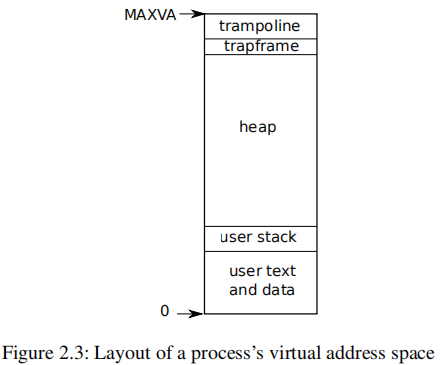 MAXVA
trampoline
trapframe
heap
user stack
user text
and data
0
Figure 2.3: Layout of a process’s virtual address space